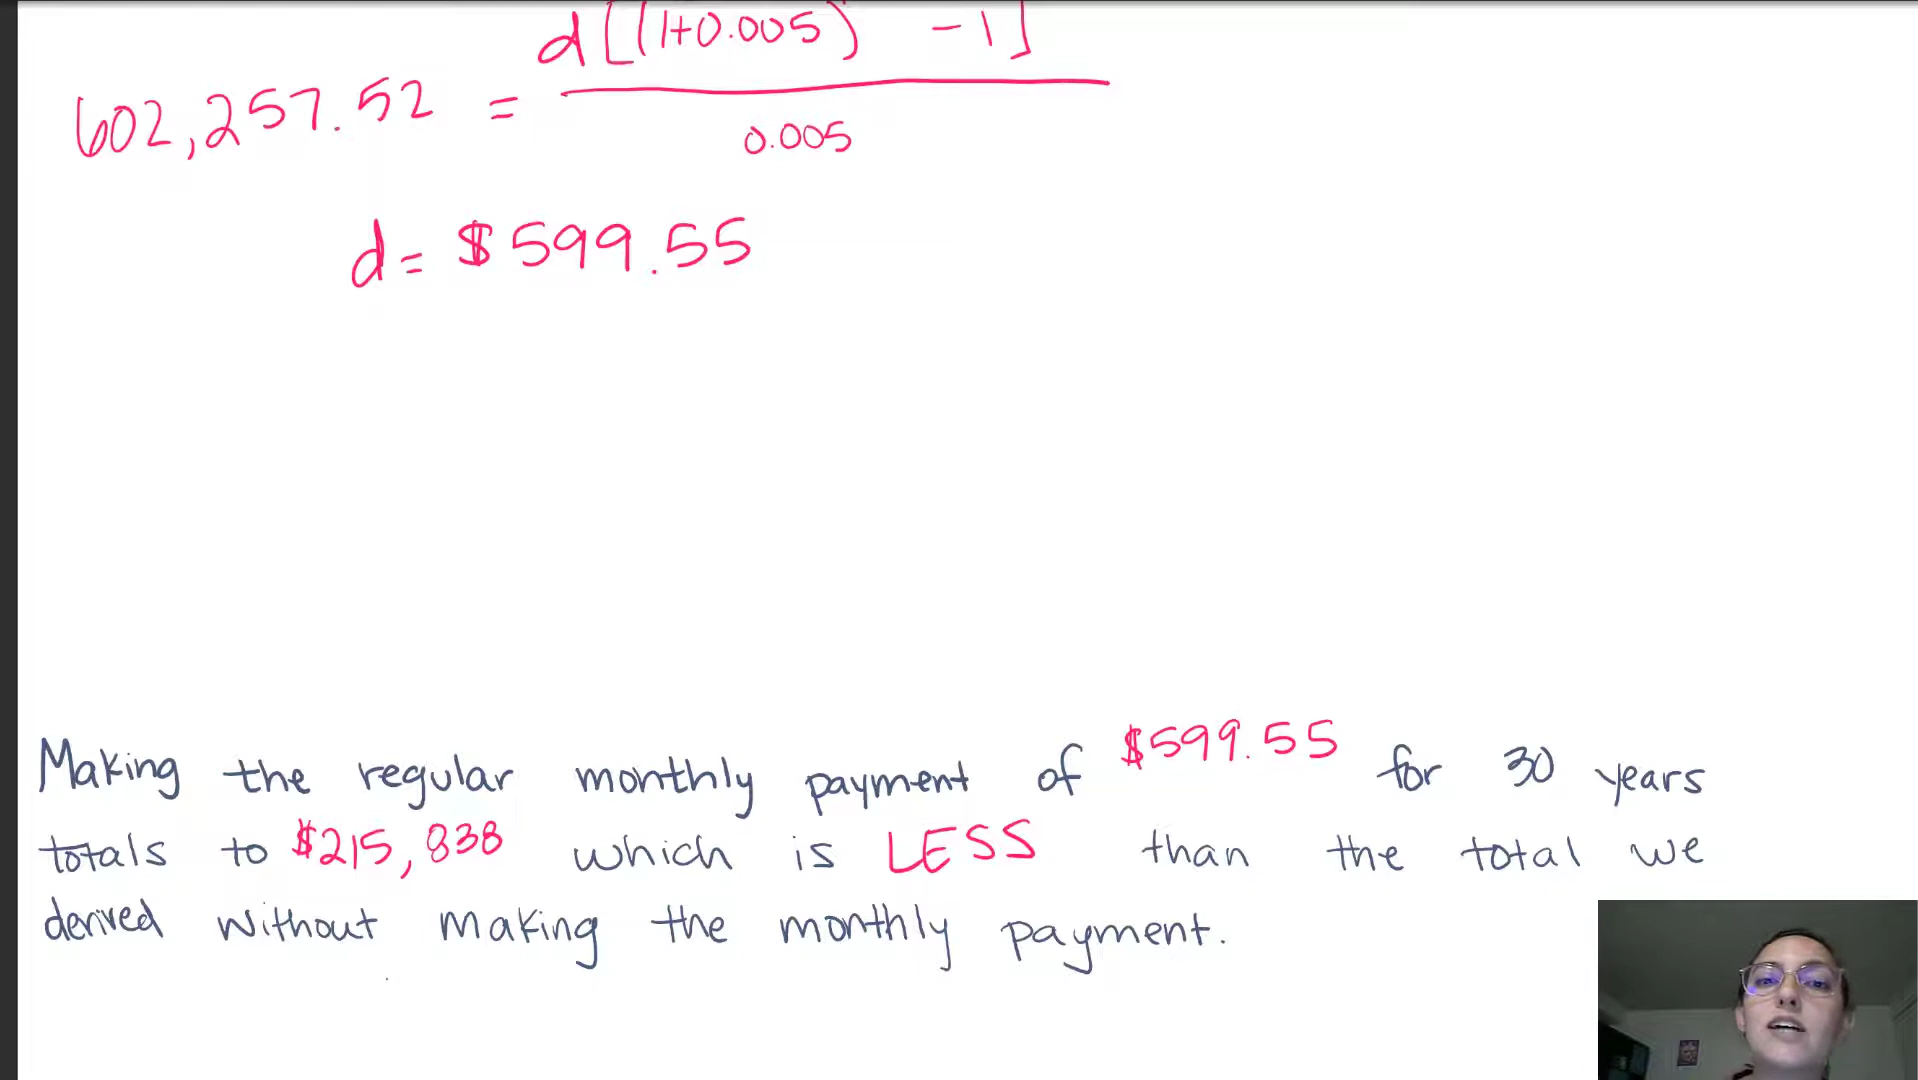 d[(1+0.005) - 1]
602,257.52 =
0.005
d = $599.55
Making the regular monthly payment of $599.55 for 30 years
totals to $215,838 which is LESS than the total we
derived without making the monthly payment.